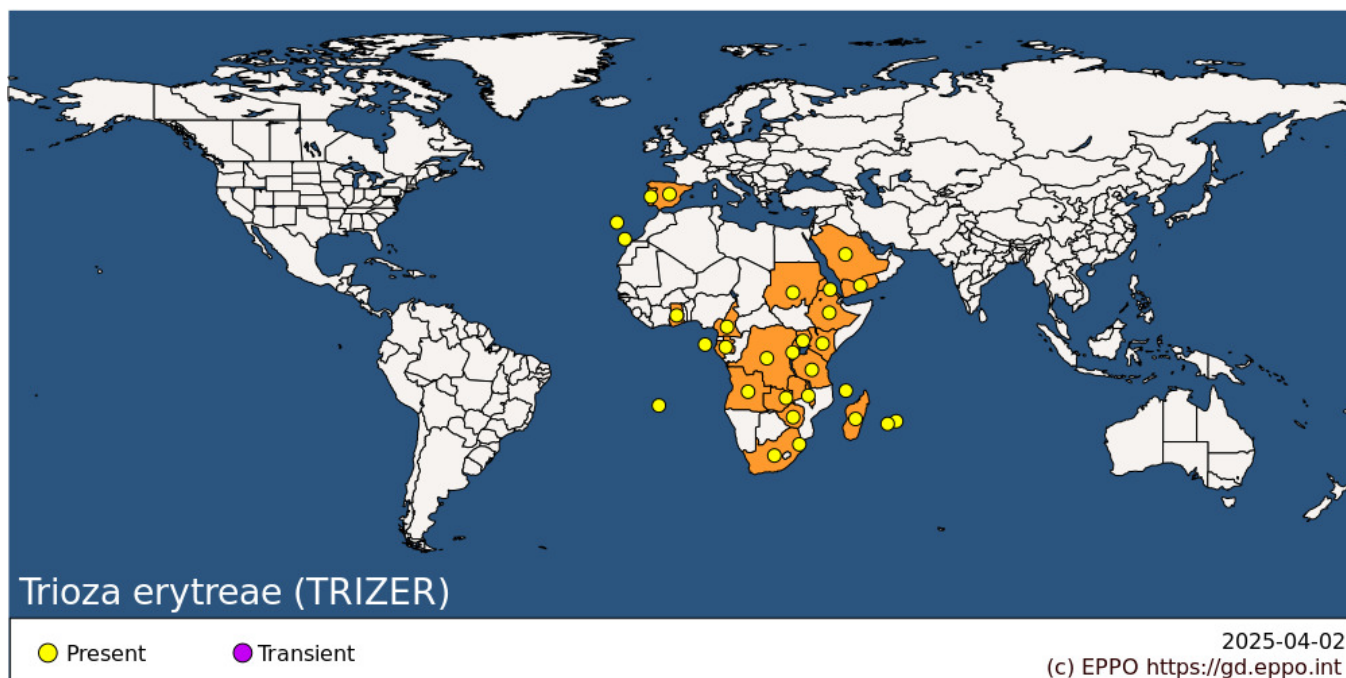 Trioza erytreae (TRIZER)
Present
Transient
2025-04-02
(c) EPPO https://gd.eppo.int